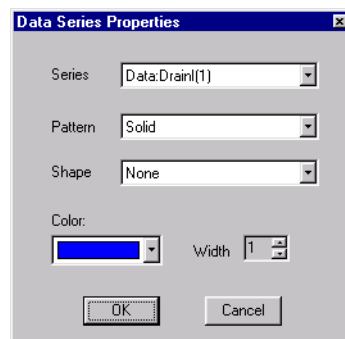 Data Series Properties
Series Data:DrainI(1)
Pattern Solid
Shape None
Color:
Width 1
OK Cancel